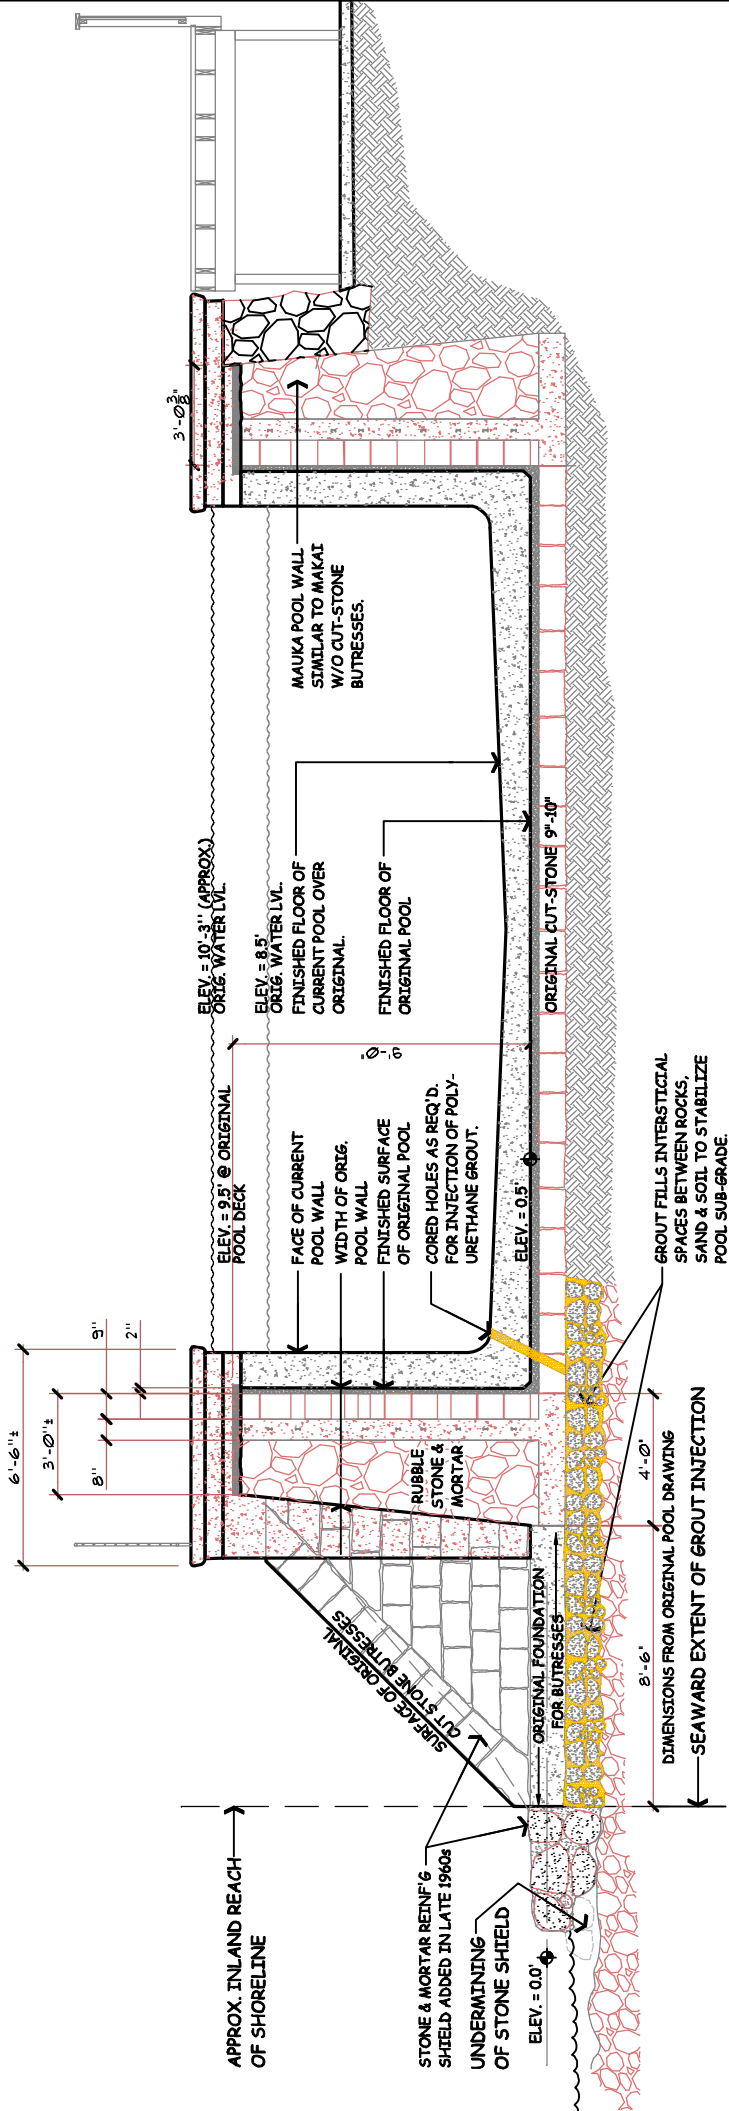 APPROX. INLAND REACH
OF SHORELINE
STONE & MORTAR REINF'G
SHIELD ADDED IN LATE 1960s
UNDERMINING
OF STONE SHIELD
ELEV. = 0.0'
SURFACE OF ORIGINAL
CUT STONE BUTRESSES
ORIGINAL FOUNDATION
FOR BUTRESSES
8'-6"
4'-0"
DIMENSIONS FROM ORIGINAL POOL DRAWING
SEAWARD EXTENT OF GROUT INJECTION
6'-6"±
3'-0"±
8"
9"
2"
RUBBLE
STONE &
MORTAR
ELEV. = 9.5' @ ORIGINAL
POOL DECK
FACE OF CURRENT
POOL WALL
WIDTH OF ORIG.
POOL WALL
FINISHED SURFACE
OF ORIGINAL POOL
CORED HOLES AS REQ'D.
FOR INJECTION OF POLY-
URETHANE GROUT.
ELEV. = 0.5'
GROUT FILLS INTERSTICIAL
SPACES BETWEEN ROCKS,
SAND & SOIL TO STABILIZE
POOL SUB-GRADE.
9'-0"
ELEV. = 10'-3" (APPROX.)
ORIG. WATER LVL.
ELEV. = 8.5'
ORIG. WATER LVL.
FINISHED FLOOR OF
CURRENT POOL OVER
ORIGINAL.
FINISHED FLOOR OF
ORIGINAL POOL
ORIGINAL CUT-STONE 9"-10"
MAUKA POOL WALL
SIMILAR TO MAKAI
W/O CUT-STONE
BUTRESSES.
3'-0 3/8"